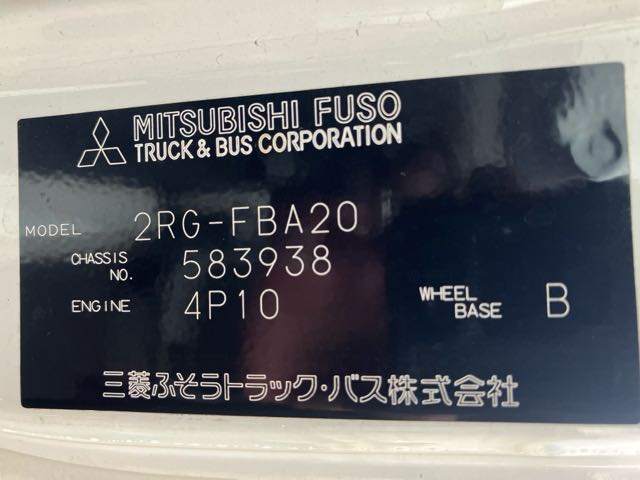 MITSUBISHI FUSO
TRUCK & BUS CORPORATION
MODEL 2RG-FBA20
CHASSIS NO. 583938
ENGINE 4P10 WHEEL BASE B
三菱ふそうトラック・バス株式会社